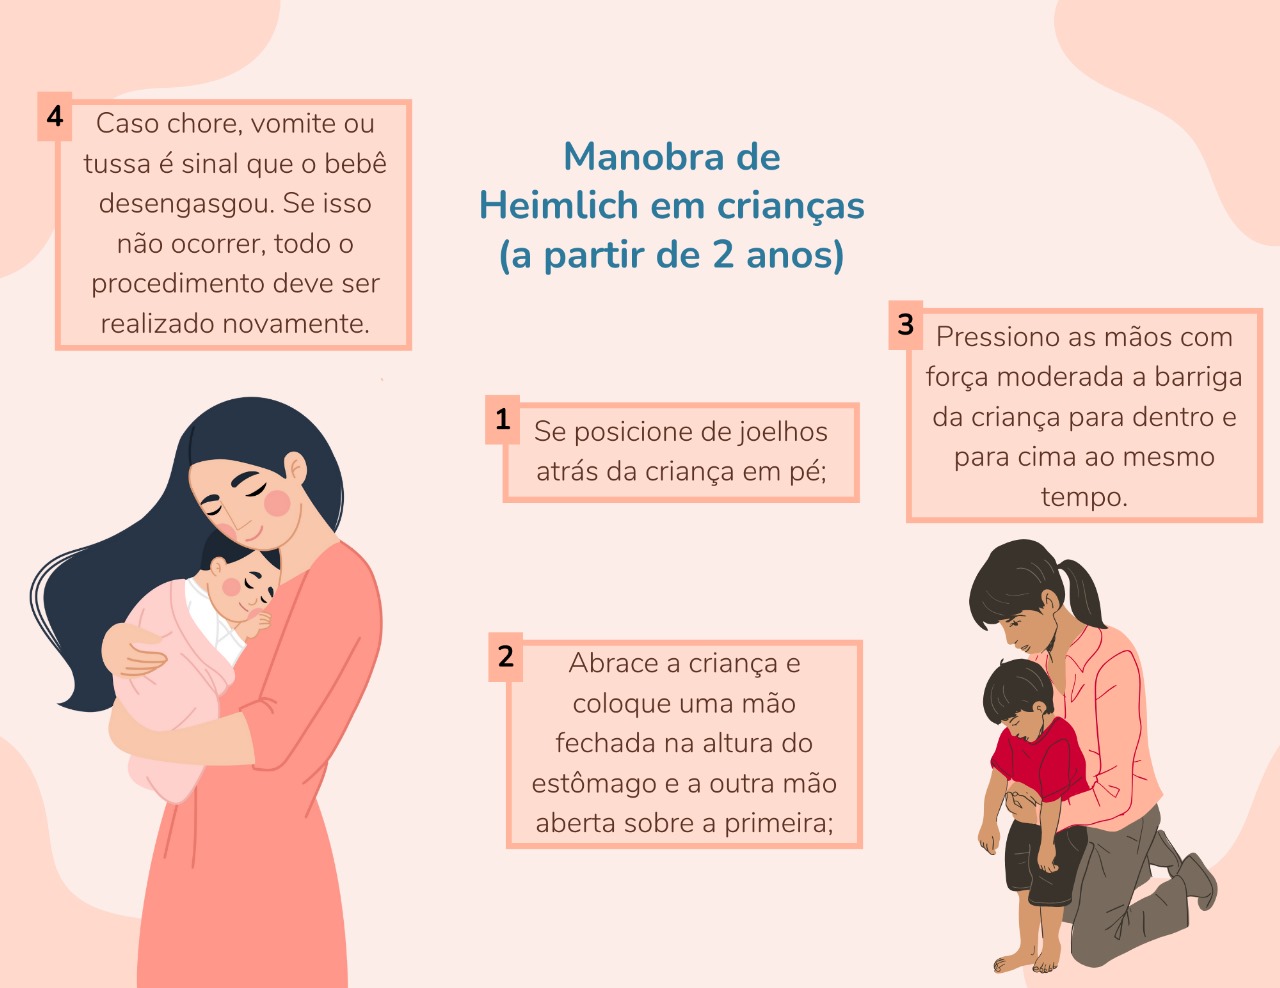 Manobra de
Heimlich em crianças
(a partir de 2 anos)
1
Se posicione de joelhos
atrás da criança em pé;
2
Abrace a criança e
coloque uma mão
fechada na altura do
estômago e a outra mão
aberta sobre a primeira;
3
Pressiono as mãos com
força moderada a barriga
da criança para dentro e
para cima ao mesmo
tempo.
4
Caso chore, vomite ou
tussa é sinal que o bebê
desengasgou. Se isso
não ocorrer, todo o
procedimento deve ser
realizado novamente.